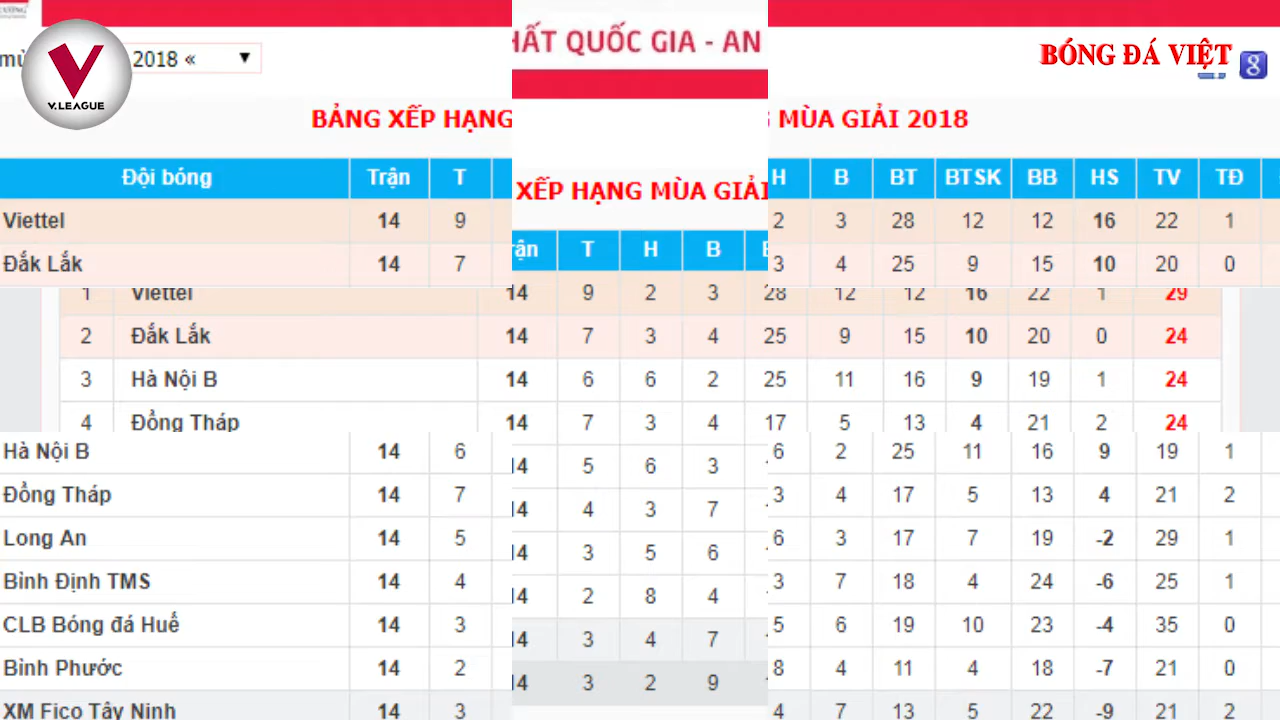 2018 «
V.LEAGUE
HẤT QUỐC GIA - AN
BÓNG ĐÁ VIỆT
BẢNG XẾP HẠNG
MÙA GIẢI 2018
XẾP HẠNG MÙA GIẢI
Đội bóng Trận T H B BT BTSK BB HS TV TĐ
Viettel 14 9 2 3 28 12 12 16 22 1
T H B
Đắk Lắk 14 7 3 4 25 9 15 10 20 0
1 Viettel 14 9 2 3 28 12 12 16 22 1 29
2 Đắk Lắk 14 7 3 4 25 9 15 10 20 0 24
3 Hà Nội B 14 6 6 2 25 11 16 9 19 1 24
4 Đồng Tháp 14 7 3 4 17 5 13 4 21 2 24
Hà Nội B 14 6 6 2 25 11 16 9 19 1
14 5 6 3
Đồng Tháp 14 7 3 4 17 5 13 4 21 2
14 4 3 7
Long An 14 5 6 3 17 7 19 -2 29 1
14 3 5 6
Bình Định TMS 14 4 3 7 18 4 24 -6 25 1
14 2 8 4
CLB Bóng đá Huế 14 3 5 6 19 10 23 -4 35 0
14 3 4 7
Bình Phước 14 2 8 4 11 4 18 -7 21 0
14 3 2 9
XM Fico Tây Ninh 14 3 4 7 13 5 22 -9 21 2